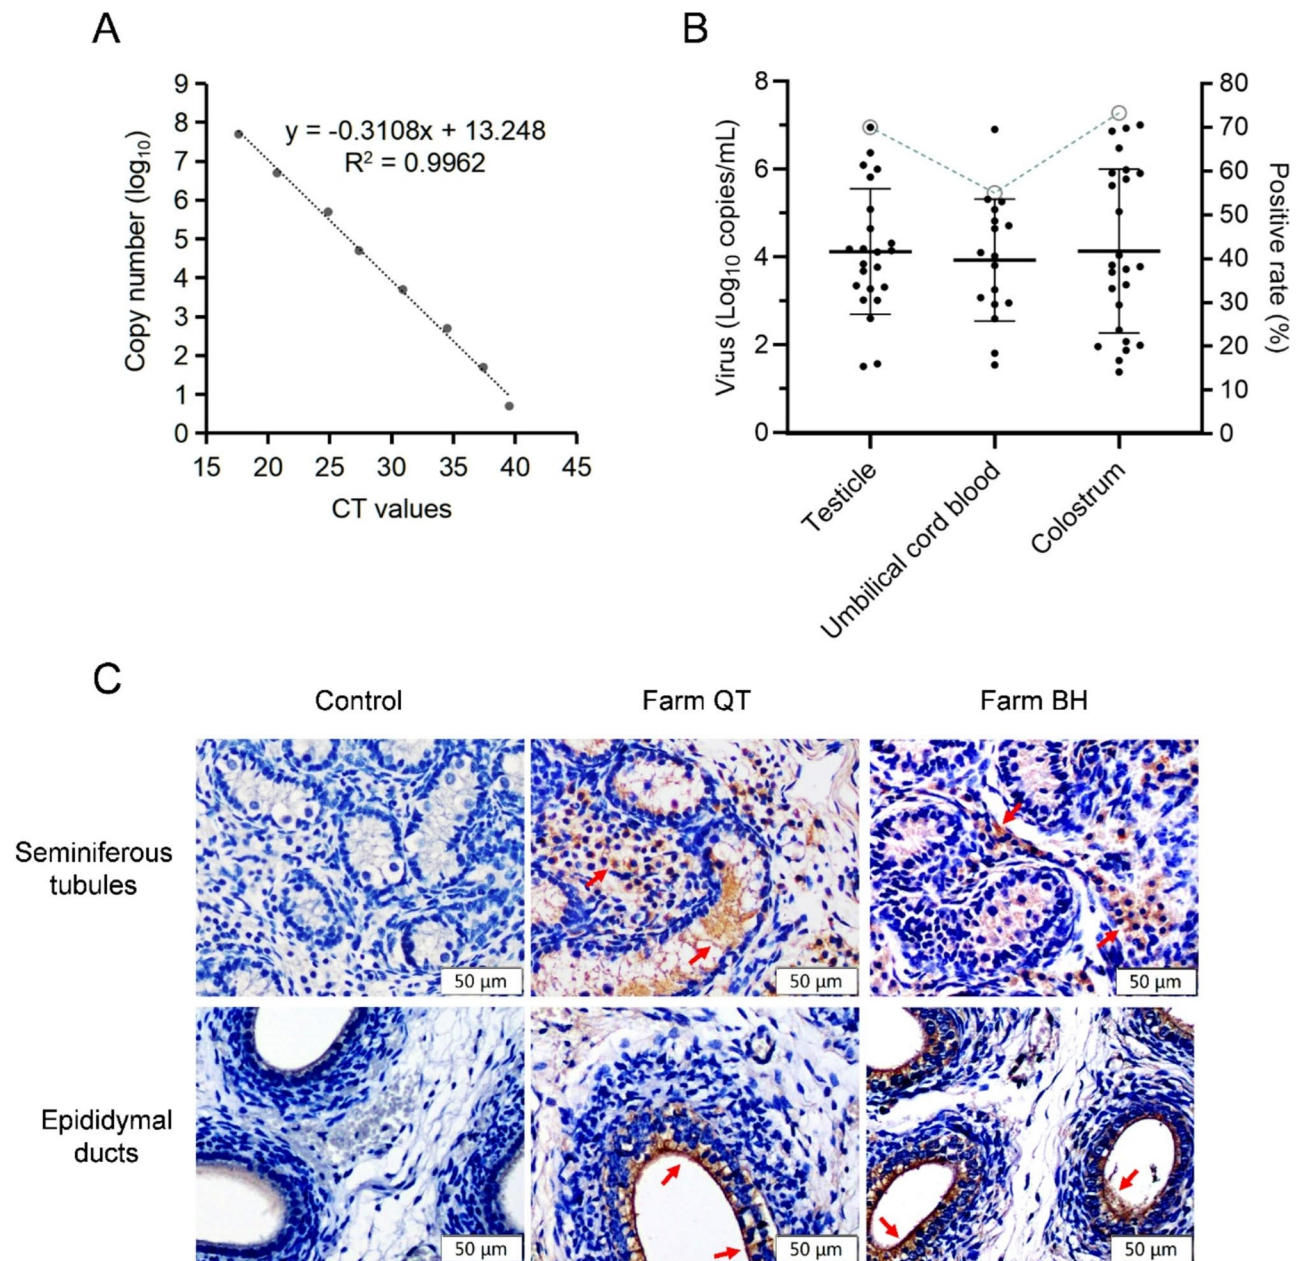 A
9
8
7
6
5
4
3
2
1
0
Copy number (log₁₀)
y = -0.3108x + 13.248
R² = 0.9962
15 20 25 30 35 40 45
CT values
B
8
6
4
2
0
Virus (Log₁₀ copies/mL)
80
70
60
50
40
30
20
10
0
Positive rate (%)
Testicle
Umbilical cord blood
Colostrum
C
Control
Farm QT
Farm BH
Seminiferous
tubules
50 µm
50 µm
50 µm
Epididymal
ducts
50 µm
50 µm
50 µm